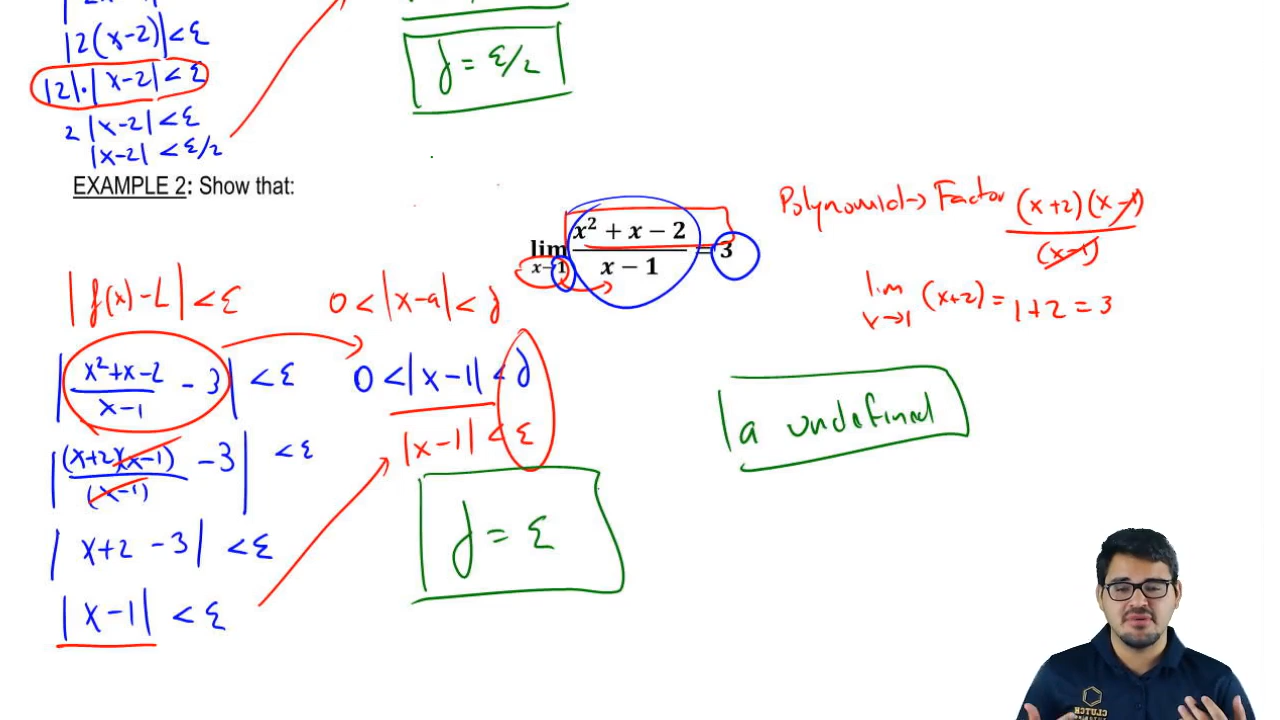 |2(x-2)| < ε
|2|·|x-2| < ε
2|x-2| < ε
|x-2| < ε/2
δ = ε/2
EXAMPLE 2: Show that:
lim x→1 (x² + x − 2)/(x − 1) = 3
Polynomial → Factor (x+2)(x-1)/(x-1)
lim x→1 (x+2) = 1+2 = 3
|f(x) - L| < ε
0 < |x-a| < δ
|(x²+x-2)/(x-1) - 3| < ε
0 < |x-1| < δ
|x-1| < ε
|(x+2)(x-1)/(x-1) - 3| < ε
δ = ε
|x+2 -3| < ε
|x-1| < ε
a undefined
CLUTCH